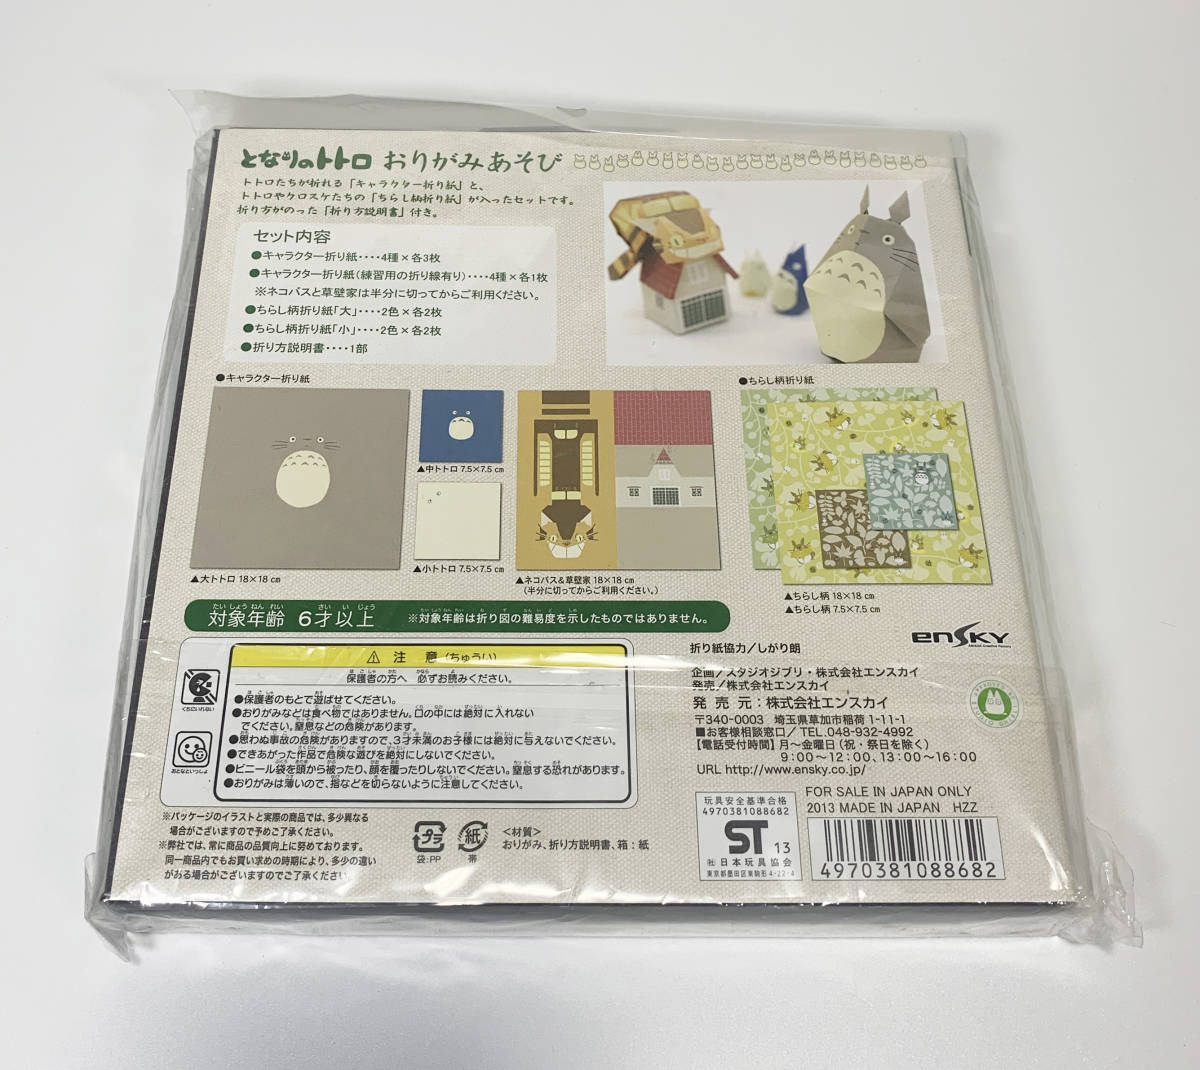 となりのトトロ おりがみあそび
トトロたちが折れる「キャラクター折り紙」と、
トトロやクロスケたちの「ちらし柄折り紙」が入ったセットです。
折り方がのった「折り方説明書」付き。
セット内容
●キャラクター折り紙‥‥4種×各3枚
●キャラクター折り紙(練習用の折り線有り)‥‥4種×各1枚
※ネコバスと草壁家は半分に切ってからご利用ください。
●ちらし柄折り紙「大」‥‥2色×各2枚
●ちらし柄折り紙「小」‥‥2色×各2枚
●折り方説明書‥‥1部
●キャラクター折り紙
●ちらし柄折り紙
▲大トトロ 18×18㎝
▲中トトロ 7.5×7.5㎝
▲小トトロ 7.5×7.5㎝
▲ネコバス&草壁家 18×18㎝
(半分に切ってからご利用ください。)
▲ちらし柄 18×18㎝
▲ちらし柄 7.5×7.5㎝
対象年齢 6才以上 ※対象年齢は折り図の難易度を示したものではありません。
くちにいれない
おとなといっしょ
⚠ 注 意(ちゅうい)
保護者の方へ 必ずお読みください。
●保護者のもとで遊ばせてください。
●おりがみなどは食べ物ではありません。口の中には絶対に入れない
でください。窒息などの危険があります。
●思わぬ事故の危険がありますので、3才未満のお子様には絶対に与えないでください。
●できあがった作品で危険な遊びを絶対にしないでください。
●ビニール袋を頭から被ったり、顔を覆ったりしないでください。窒息する恐れがあります。
●おりがみは薄いので、指などを切らないように注意してください。
※パッケージのイラストと実際の商品では、多少異なる
場合がございますので予めご了承ください。
※弊社では、常に商品の品質向上に努めております。
同一商品内でもお買い求めの時期により、多少の違い
がある場合がございますのでご了承ください。
プラ
袋:PP
紙
帯
<材質>
おりがみ、折り方説明書、箱:紙
ensky
折り紙協力/しがり朗
企画/スタジオジブリ・株式会社エンスカイ
発売/株式会社エンスカイ
発 売 元:株式会社エンスカイ
〒340-0003 埼玉県草加市稲荷 1-11-1
■お客様相談窓口/TEL.048-932-4992
【電話受付時間】月〜金曜日(祝・祭日を除く)
9:00〜12:00、13:00〜16:00
URL http://www.ensky.co.jp/
FOR SALE IN JAPAN ONLY
2013 MADE IN JAPAN HZZ
玩具安全基準合格
4970381088682
ST 13
㈳日本玩具協会
東京都墨田区東駒形4-22-4
4970381088682